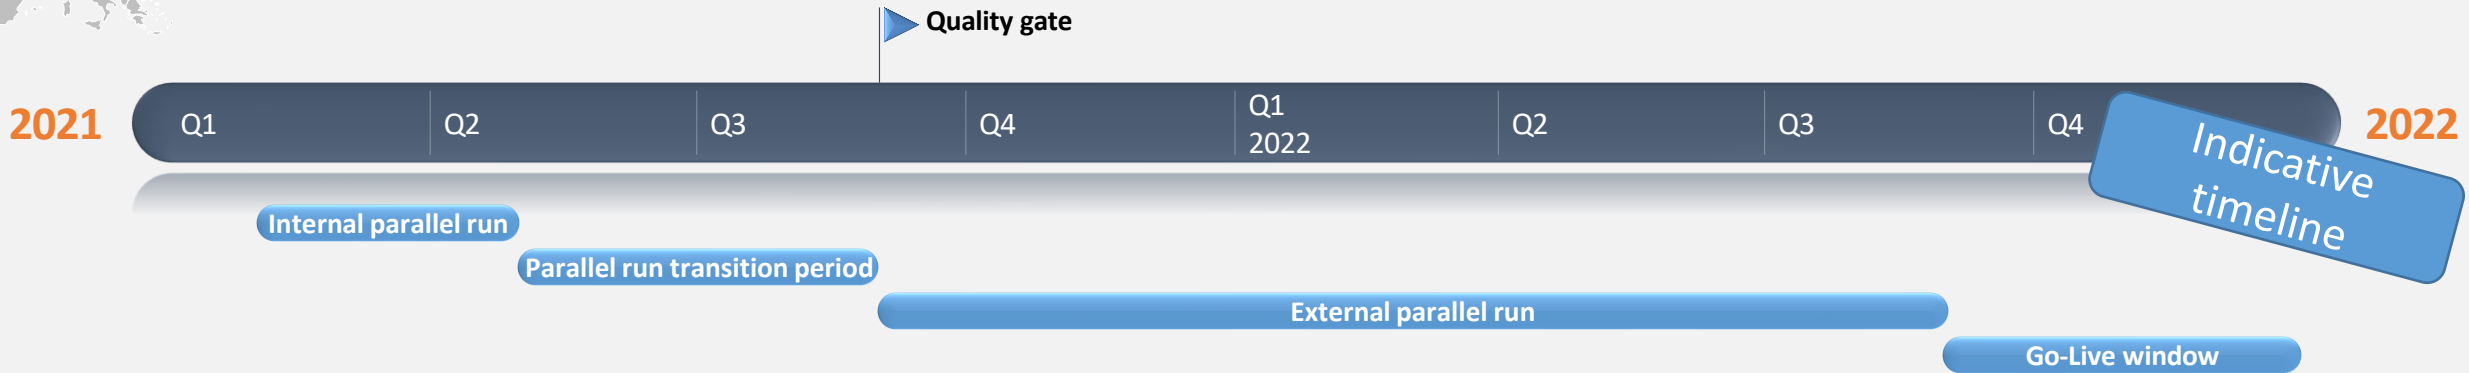 Quality gate
2021
Q1
Q2
Q3
Q4
Q1
2022
Q2
Q3
Q4
2022
Indicative
timeline
Internal parallel run
Parallel run transition period
External parallel run
Go-Live window